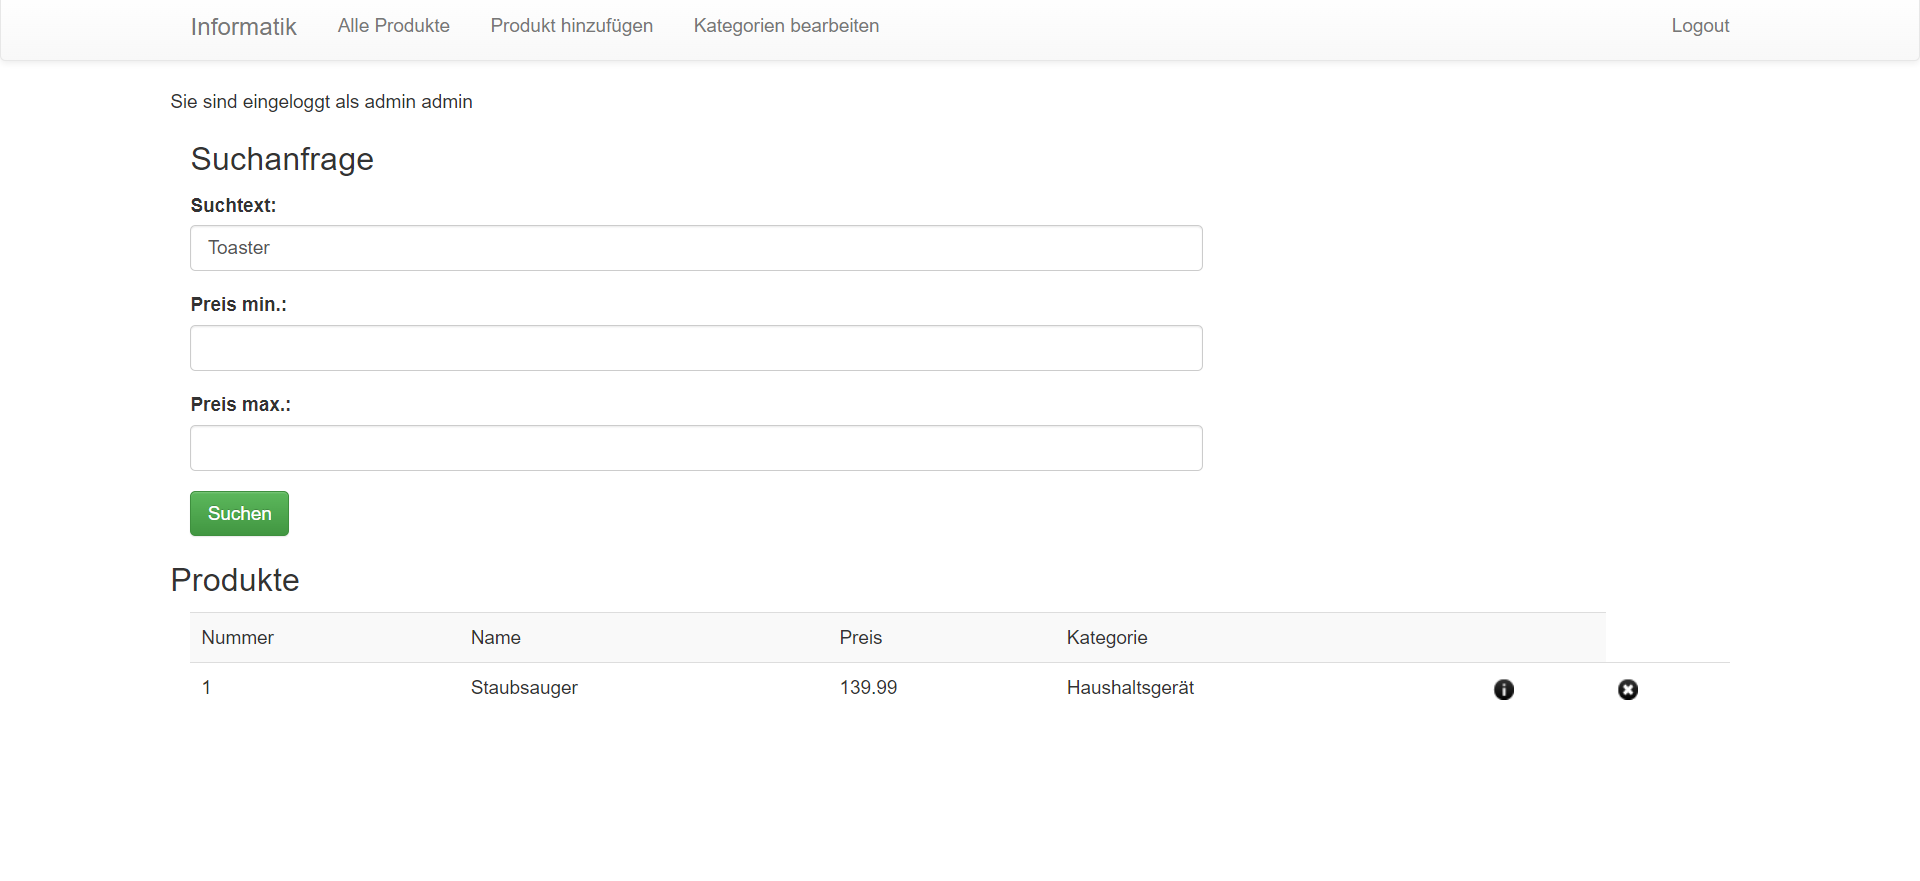 Informatik Alle Produkte Produkt hinzufügen Kategorien bearbeiten Logout
Sie sind eingeloggt als admin admin
Suchanfrage
Suchtext:
Toaster
Preis min.:
Preis max.:
Suchen
Produkte
Nummer Name Preis Kategorie
1 Staubsauger 139.99 Haushaltsgerät